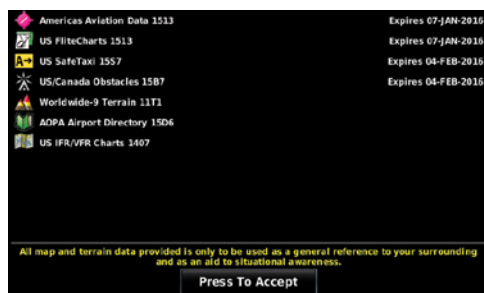 Americas Aviation Data 1513 Expires 07-JAN-2016
US FliteCharts 1513 Expires 07-JAN-2016
A→ US SafeTaxi 15S7 Expires 04-FEB-2016
US/Canada Obstacles 15B7 Expires 04-FEB-2016
Worldwide-9 Terrain 11T1
AOPA Airport Directory 15D6
US IFR/VFR Charts 1407
All map and terrain data provided is only to be used as a general reference to your surrounding
and as an aid to situational awareness.
Press To Accept